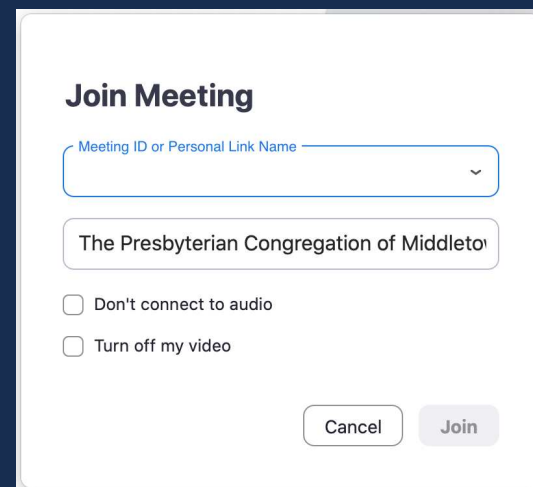 Join Meeting
Meeting ID or Personal Link Name
The Presbyterian Congregation of
Don't connect to audio
Turn off my video
Cancel
Join